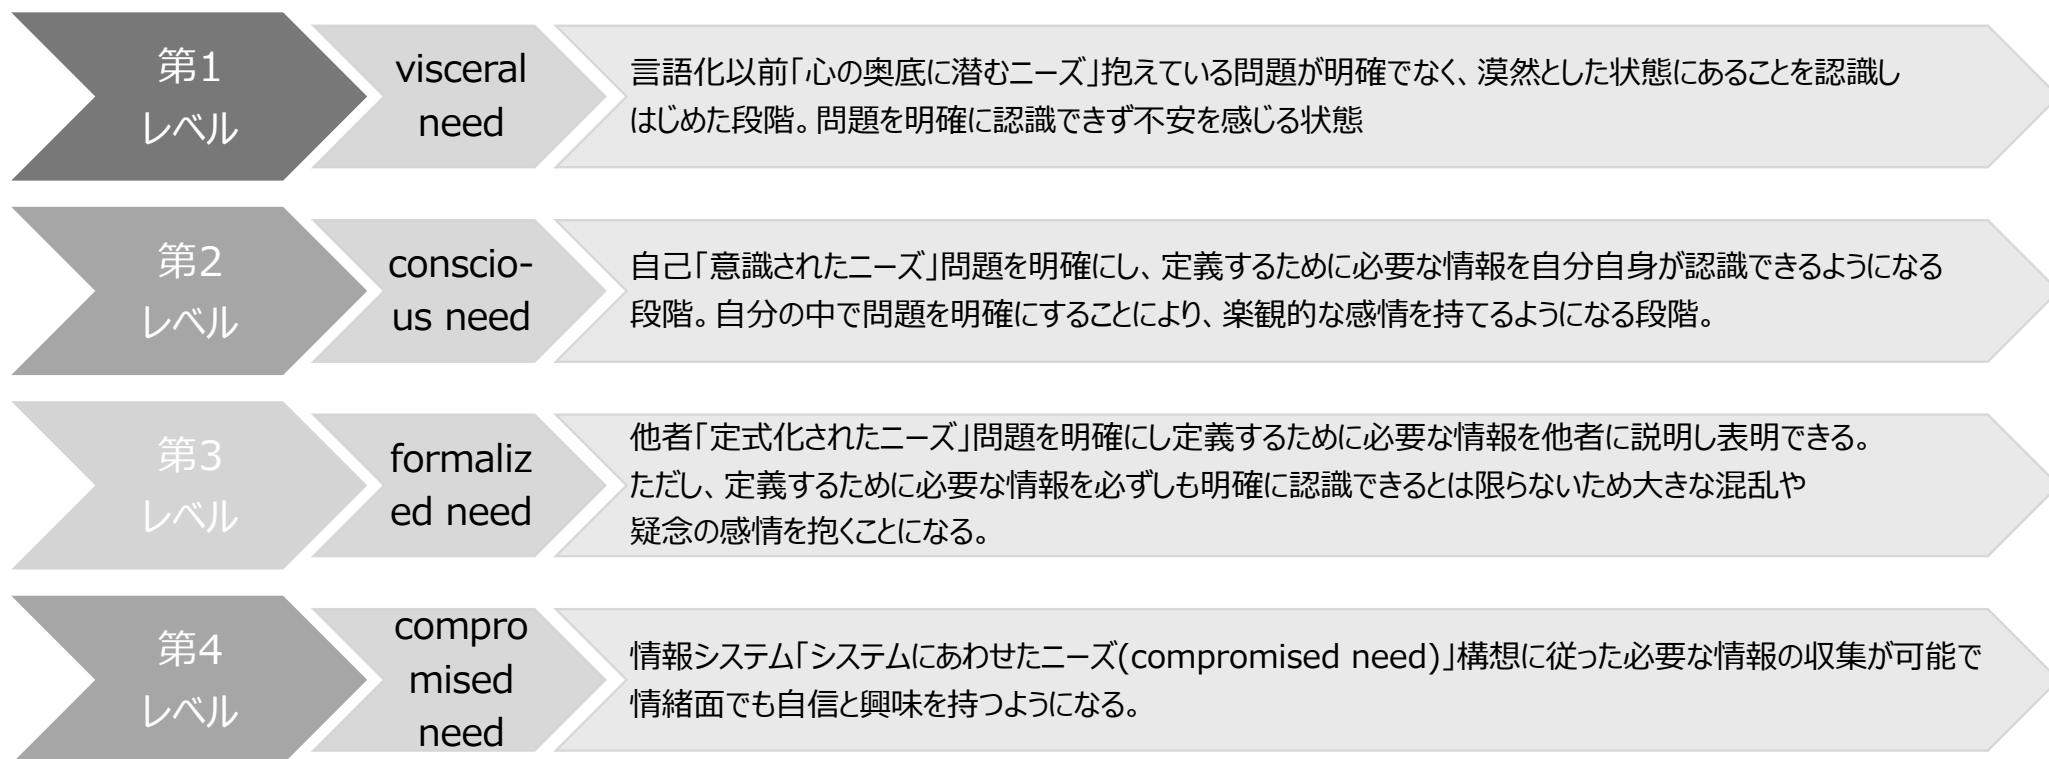 第1
レベル
visceral
need
言語化以前「心の奥底に潜むニーズ」抱えている問題が明確でなく、漠然とした状態にあることを認識し
はじめた段階。問題を明確に認識できず不安を感じる状態
第2
レベル
conscio-
us need
自己「意識されたニーズ」問題を明確にし、定義するために必要な情報を自分自身が認識できるようになる
段階。自分の中で問題を明確にすることにより、楽観的な感情を持てるようになる段階。
第3
レベル
formaliz
ed need
他者「定式化されたニーズ」問題を明確にし定義するために必要な情報を他者に説明し表明できる。
ただし、定義するために必要な情報を必ずしも明確に認識できるとは限らないため大きな混乱や
疑念の感情を抱くことになる。
第4
レベル
compro
mised
need
情報システム「システムにあわせたニーズ(compromised need)」構想に従った必要な情報の収集が可能で
情緒面でも自信と興味を持つようになる。